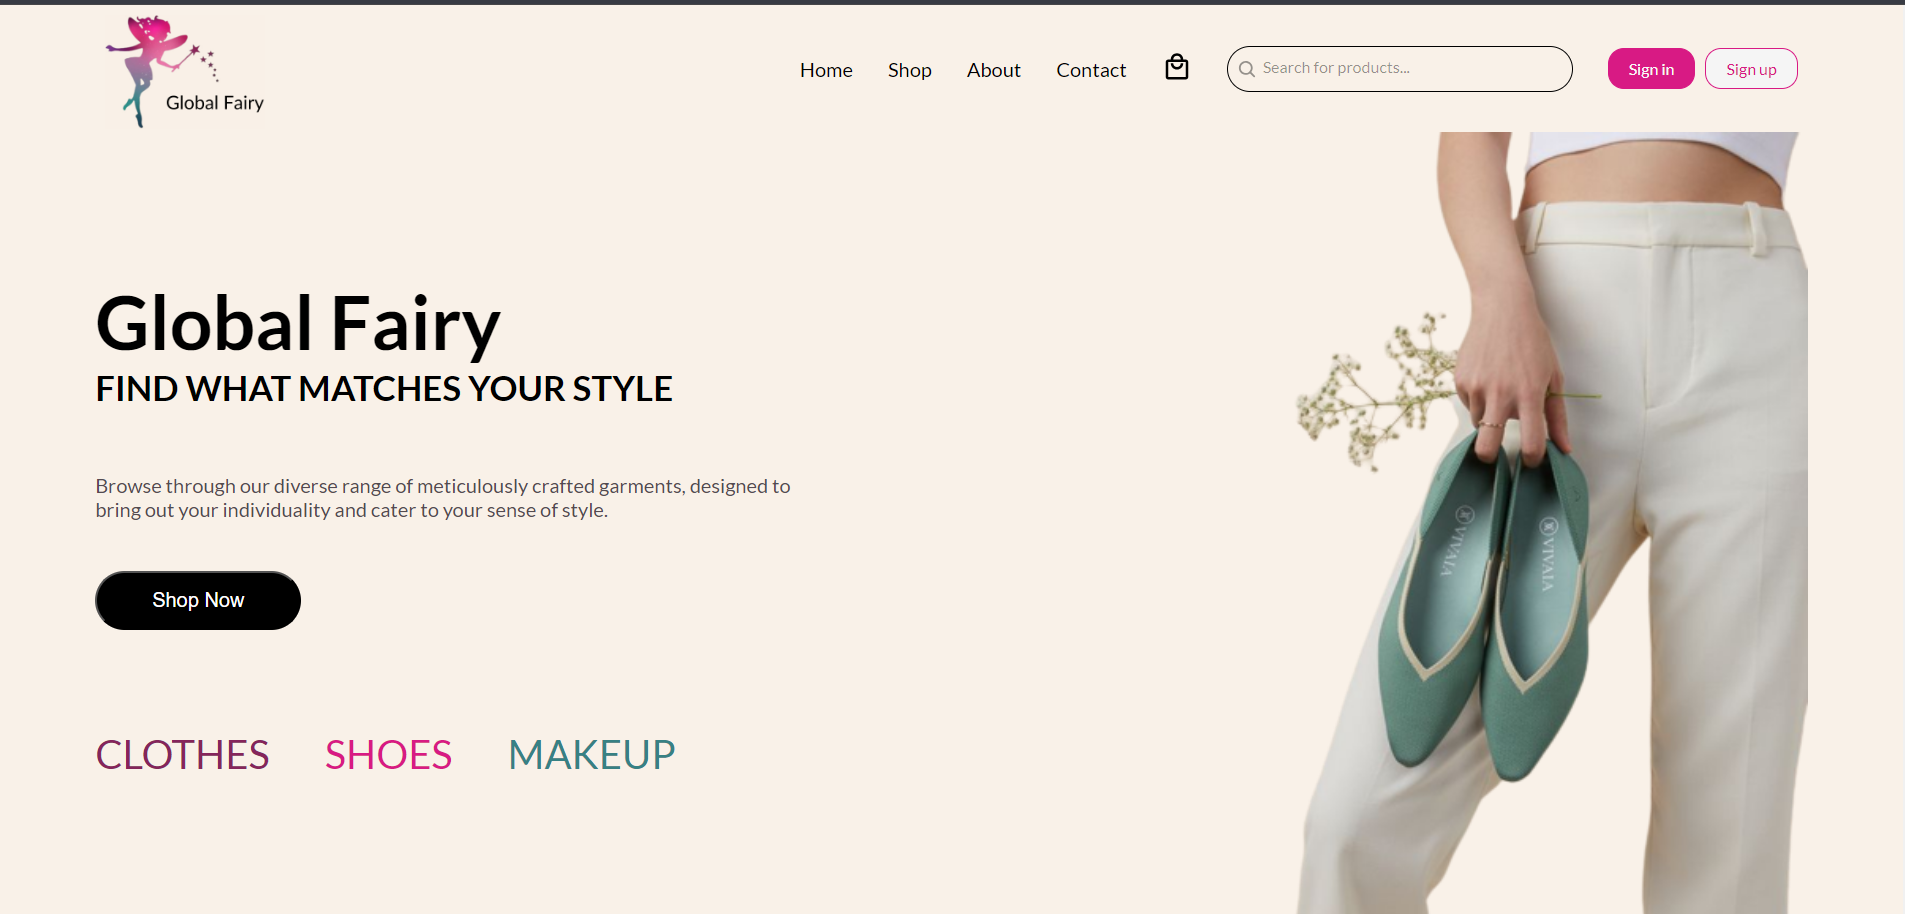 Global Fairy
Home Shop About Contact Search for products... Sign in Sign up
Global Fairy
FIND WHAT MATCHES YOUR STYLE
Browse through our diverse range of meticulously crafted garments, designed to
bring out your individuality and cater to your sense of style.
Shop Now
CLOTHES SHOES MAKEUP
VIVAIA
VIVAIA